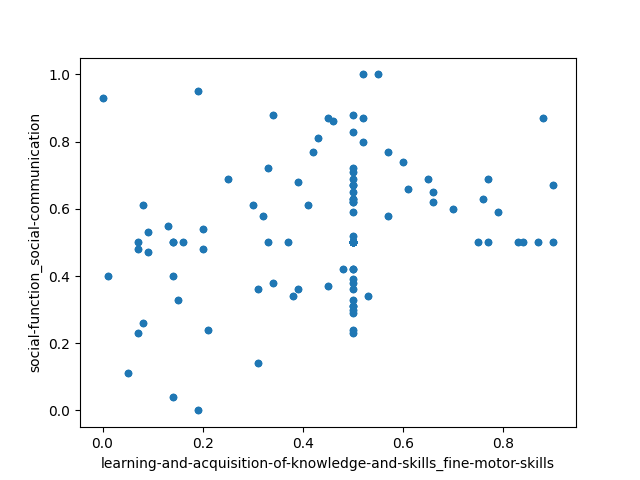 1.0
0.8
0.6
0.4
0.2
0.0
social-function_social-communication
0.0 0.2 0.4 0.6 0.8
learning-and-acquisition-of-knowledge-and-skills_fine-motor-skills